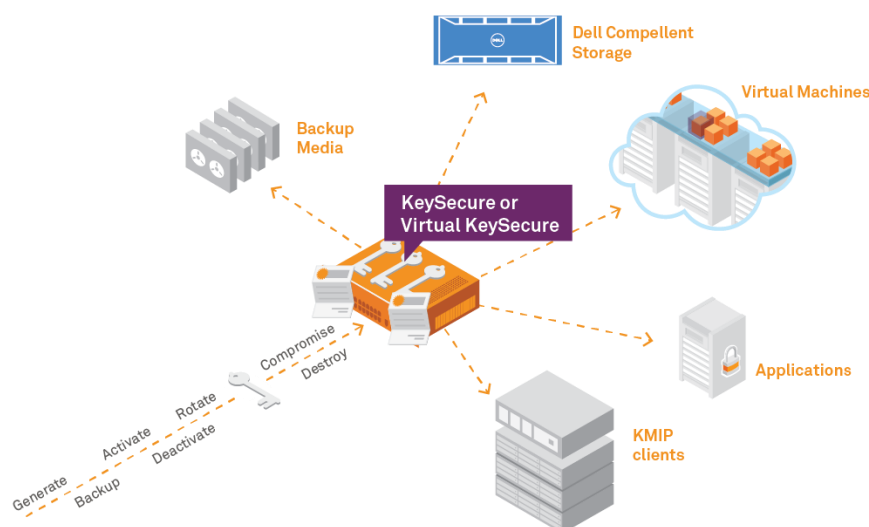 Dell Compellent
Storage
DELL
Virtual Machines
Backup
Media
KeySecure or
Virtual KeySecure
Applications
KMIP
clients
Generate
Backup
Activate
Deactivate
Rotate
Compromise
Destroy